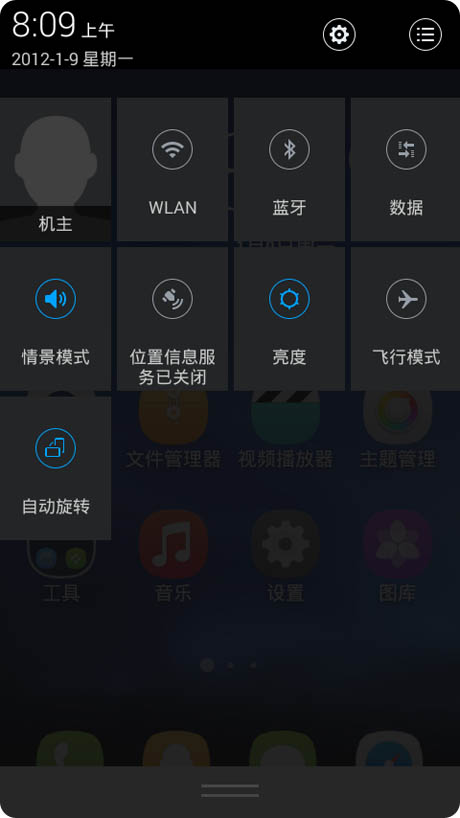 8:09 上午
2012-1-9 星期一
机主
WLAN
蓝牙
数据
情景模式
位置信息服
务已关闭
亮度
飞行模式
自动旋转
文件管理器
视频播放器
主题管理
工具
音乐
设置
图库